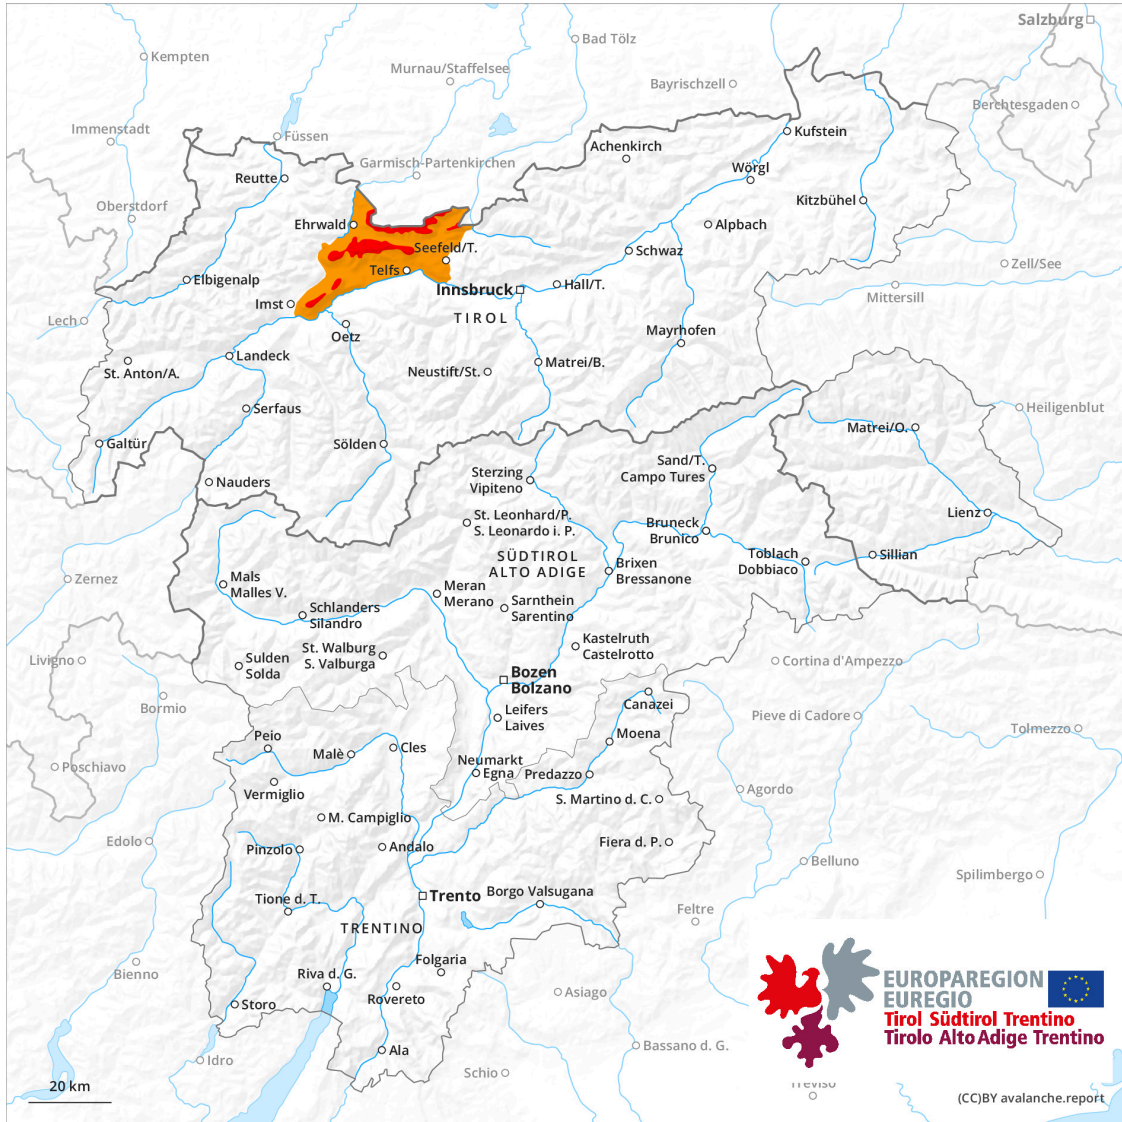 Salzburg
Bad Tölz
Kempten
Murnau/Staffelsee
Bayrischzell
Berchtesgaden
Immenstadt
Füssen
Kufstein
Achenkirch
Garmisch-Partenkirchen
Wörgl
Reutte
Kitzbühel
Oberstdorf
Ehrwald
Alpbach
Seefeld/T.
Schwaz
Zell/See
Telfs
Elbigenalp
Innsbruck
Hall/T.
Mittersill
Imst
Lech
TIROL
Oetz
Mayrhofen
Landeck
Matrei/B.
St. Anton/A.
Neustift/St.
Serfaus
Heiligenblut
Matrei/O.
Galtür
Sölden
Sand/T.
Campo Tures
Sterzing
Vipiteno
Nauders
Lienz
St. Leonhard/P.
S. Leonardo i. P.
Bruneck
Brunico
SÜDTIROL
ALTO ADIGE
Toblach
Dobbiaco
Sillian
Brixen
Bressanone
Zernez
Mals
Malles V.
Meran
Merano
Sarnthein
Sarentino
Schlanders
Silandro
Kastelruth
Castelrotto
St. Walburg
S. Valburga
Livigno
Sulden
Solda
Cortina d'Ampezzo
Bozen
Bolzano
Bormio
Canazei
Leifers
Laives
Pieve di Cadore
Tolmezzo
Peio
Moena
Malè
Cles
Neumarkt
Egna
Predazzo
Poschiavo
Vermiglio
Agordo
S. Martino d. C.
M. Campiglio
Edolo
Fiera d. P.
Pinzolo
Andalo
Belluno
Spilimbergo
Trento
Borgo Valsugana
Tione d. T.
Feltre
TRENTINO
Folgaria
Bienno
Riva d. G.
Rovereto
Asiago
Storo
EUROPAREGION
EUREGIO
Tirol Südtirol Trentino
Tirolo Alto Adige Trentino
Ala
Bassano d. G.
Idro
Schio
Treviso
20 km
(CC)BY avalanche.report